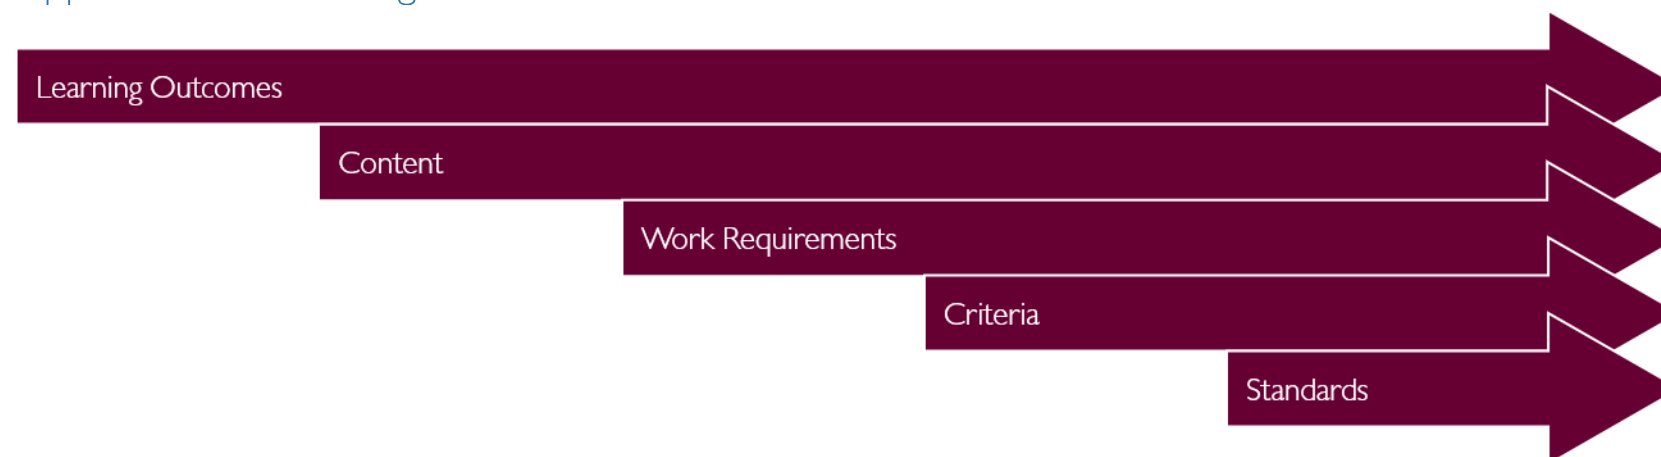 Learning Outcomes
Content
Work Requirements
Criteria
Standards